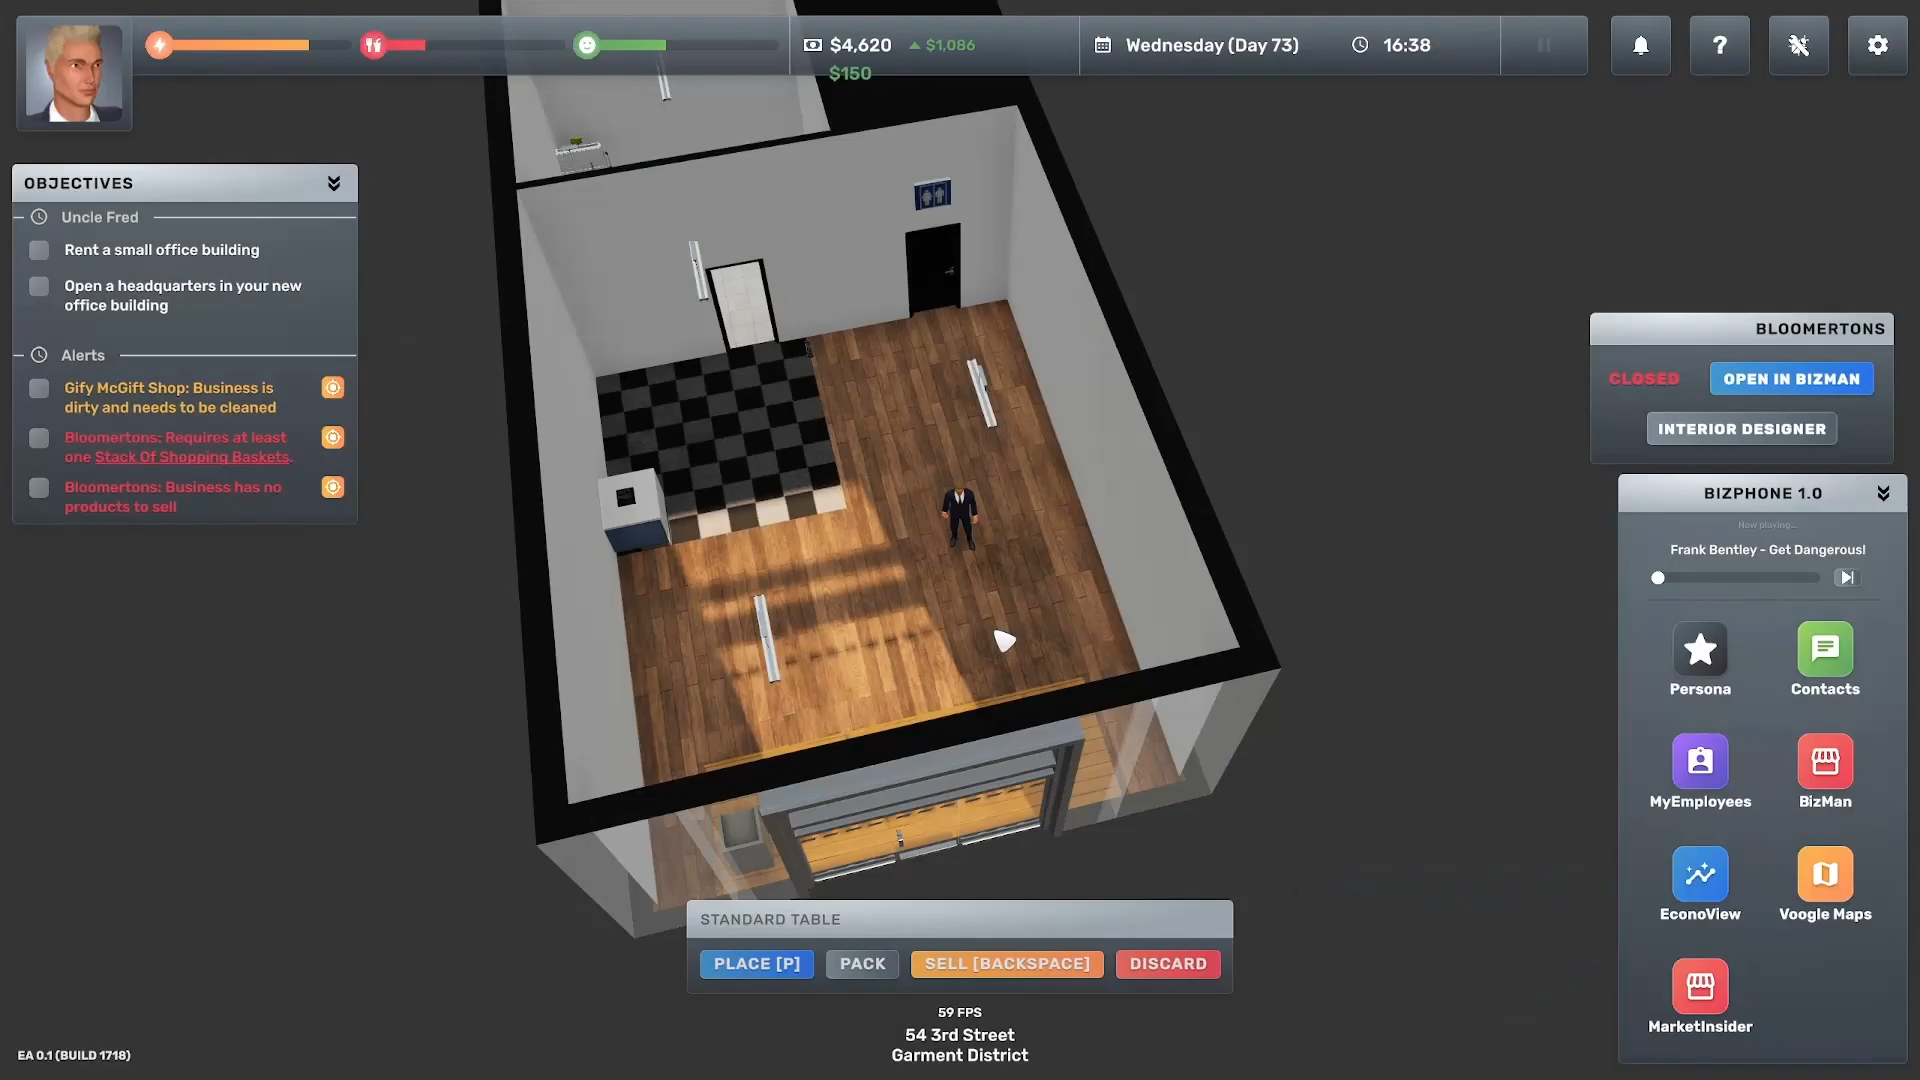 $4,620
$1,086
$150
Wednesday (Day 73)
16:38
?
OBJECTIVES
Uncle Fred
Rent a small office building
Open a headquarters in your new
office building
Alerts
Gify McGift Shop: Business is
dirty and needs to be cleaned
Bloomertons: Requires at least
one Stack Of Shopping Baskets.
Bloomertons: Business has no
products to sell
BLOOMERTONS
CLOSED
OPEN IN BIZMAN
INTERIOR DESIGNER
BIZPHONE 1.0
Now playing...
Frank Bentley - Get Dangerous!
Persona
Contacts
MyEmployees
BizMan
EconoView
Voogle Maps
MarketInsider
STANDARD TABLE
PLACE [P]
PACK
SELL [BACKSPACE]
DISCARD
59 FPS
54 3rd Street
Garment District
EA 0.1 (BUILD 1718)